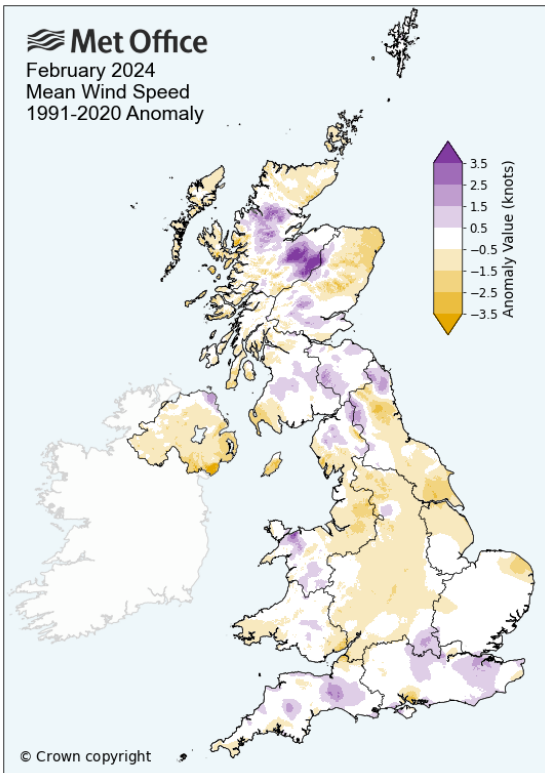 Met Office
February 2024
Mean Wind Speed
1991-2020 Anomaly
3.5
2.5
1.5
0.5
−0.5
−1.5
−2.5
−3.5
Anomaly Value (knots)
© Crown copyright